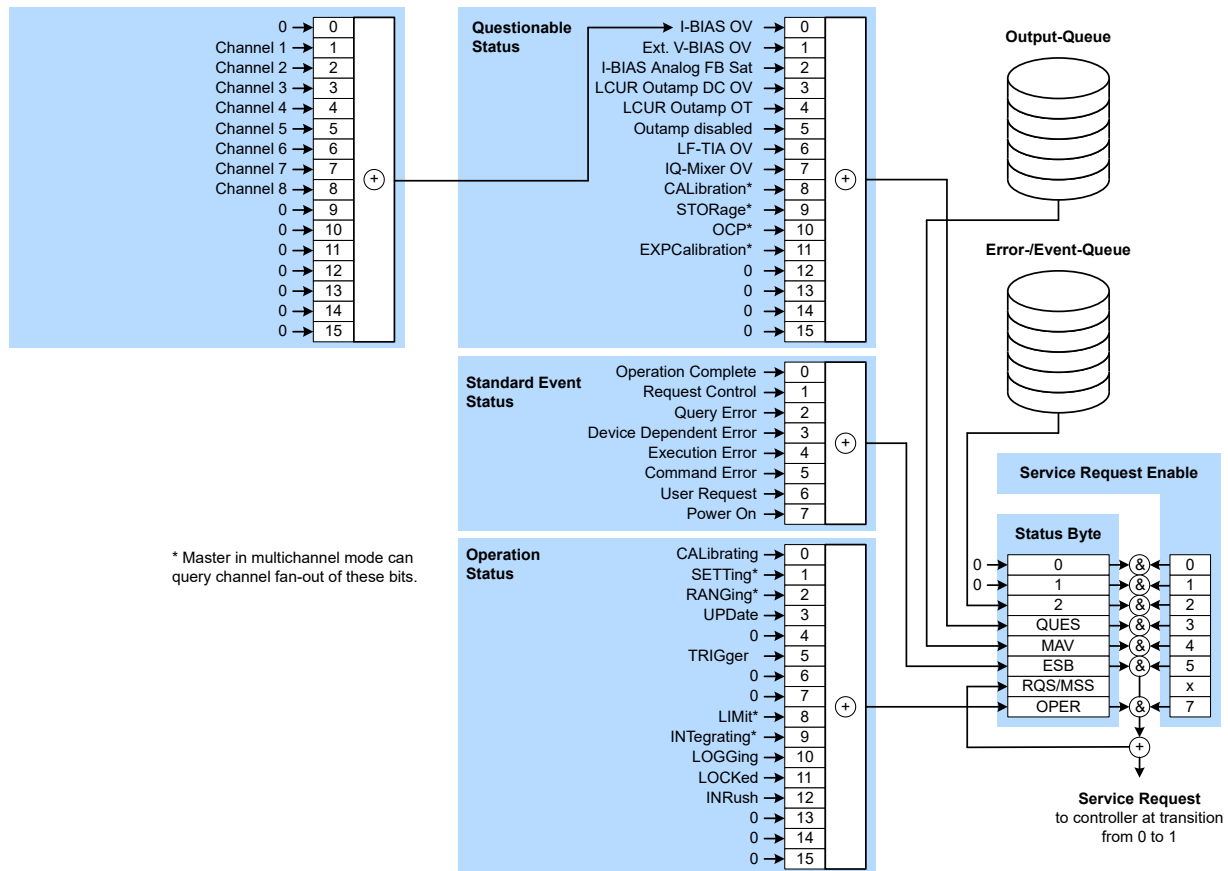 0 0
Channel 1 1
Channel 2 2
Channel 3 3
Channel 4 4
Channel 5 5
Channel 6 6
Channel 7 7
Channel 8 8
0 9
0 10
0 11
0 12
0 13
0 14
0 15
+
Questionable
Status
I-BIAS OV 0
Ext. V-BIAS OV 1
I-BIAS Analog FB Sat 2
LCUR Outamp DC OV 3
LCUR Outamp OT 4
Outamp disabled 5
LF-TIA OV 6
IQ-Mixer OV 7
CALibration* 8
STORage* 9
OCP* 10
EXPCalibration* 11
0 12
0 13
0 14
0 15
+
Output-Queue
Error-/Event-Queue
Standard Event
Status
Operation Complete 0
Request Control 1
Query Error 2
Device Dependent Error 3
Execution Error 4
Command Error 5
User Request 6
Power On 7
+
* Master in multichannel mode can
query channel fan-out of these bits.
Operation
Status
CALibrating 0
SETTing* 1
RANGing* 2
UPDate 3
0 4
TRIGger 5
0 6
0 7
LIMit* 8
INTegrating* 9
LOGGing 10
LOCKed 11
INRush 12
0 13
0 14
0 15
+
Service Request Enable
Status Byte
0 0 & 0
0 1 & 1
2 & 2
QUES & 3
MAV & 4
ESB & 5
RQS/MSS x
OPER & 7
+
Service Request
to controller at transition
from 0 to 1